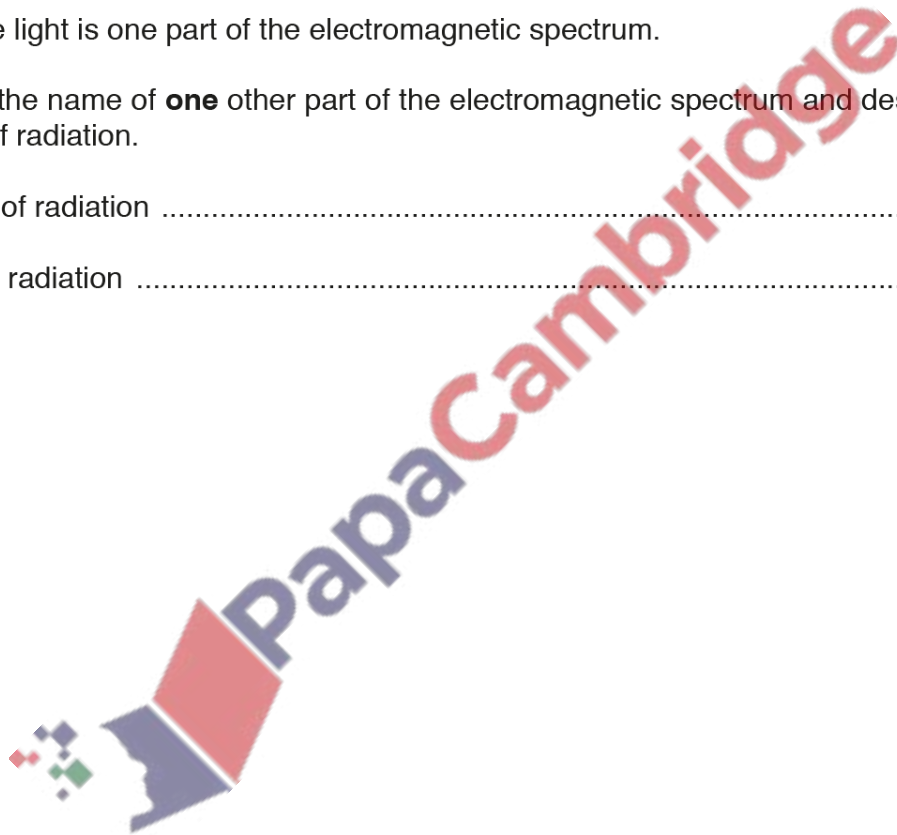 e light is one part of the electromagnetic spectrum.
the name of one other part of the electromagnetic spectrum and des
f radiation.
of radiation ................................................................
radiation ................................................................
PapaCambridge